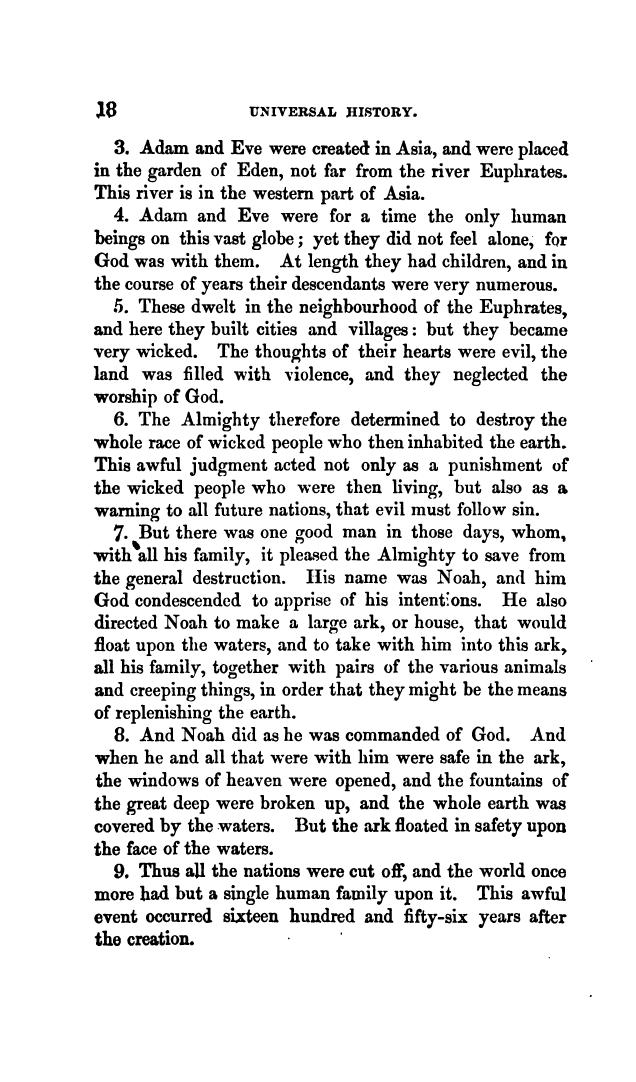 18 UNIVERSAL HISTORY.
3. Adam and Eve were created in Asia, and were placed
in the garden of Eden, not far from the river Euphrates.
This river is in the western part of Asia.
4. Adam and Eve were for a time the only human
beings on this vast globe; yet they did not feel alone, for
God was with them. At length they had children, and in
the course of years their descendants were very numerous.
5. These dwelt in the neighbourhood of the Euphrates,
and here they built cities and villages: but they became
very wicked. The thoughts of their hearts were evil, the
land was filled with violence, and they neglected the
worship of God.
6. The Almighty therefore determined to destroy the
whole race of wicked people who then inhabited the earth.
This awful judgment acted not only as a punishment of
the wicked people who were then living, but also as a
warning to all future nations, that evil must follow sin.
7. But there was one good man in those days, whom,
with all his family, it pleased the Almighty to save from
the general destruction. His name was Noah, and him
God condescended to apprise of his intentions. He also
directed Noah to make a large ark, or house, that would
float upon the waters, and to take with him into this ark,
all his family, together with pairs of the various animals
and creeping things, in order that they might be the means
of replenishing the earth.
8. And Noah did as he was commanded of God. And
when he and all that were with him were safe in the ark,
the windows of heaven were opened, and the fountains of
the great deep were broken up, and the whole earth was
covered by the waters. But the ark floated in safety upon
the face of the waters.
9. Thus all the nations were cut off, and the world once
more had but a single human family upon it. This awful
event occurred sixteen hundred and fifty-six years after
the creation.